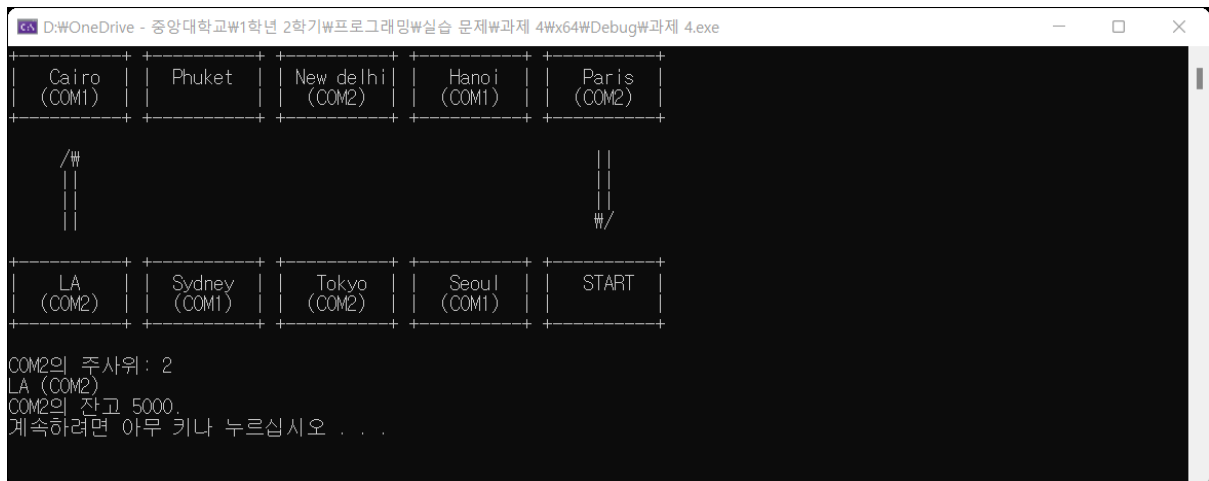 D:₩OneDrive - 중앙대학교₩1학년 2학기₩프로그래밍₩실습 문제₩과제 4₩x64₩Debug₩과제 4.exe
+----------+ +----------+ +----------+ +----------+ +----------+
|   Cairo  | |  Phuket  | | New delhi| |   Hanoi  | |   Paris  |
|  (COM1)  | |          | |  (COM2)  | |  (COM1)  | |  (COM2)  |
+----------+ +----------+ +----------+ +----------+ +----------+
/₩ ||
|| ||
|| ||
|| ₩/
+----------+ +----------+ +----------+ +----------+ +----------+
|    LA    | |  Sydney  | |   Tokyo  | |   Seoul  | |   START  |
|  (COM2)  | |  (COM1)  | |  (COM2)  | |  (COM1)  | |          |
+----------+ +----------+ +----------+ +----------+ +----------+
COM2의 주사위: 2
LA (COM2)
COM2의 잔고 5000.
계속하려면 아무 키나 누르십시오 . . .